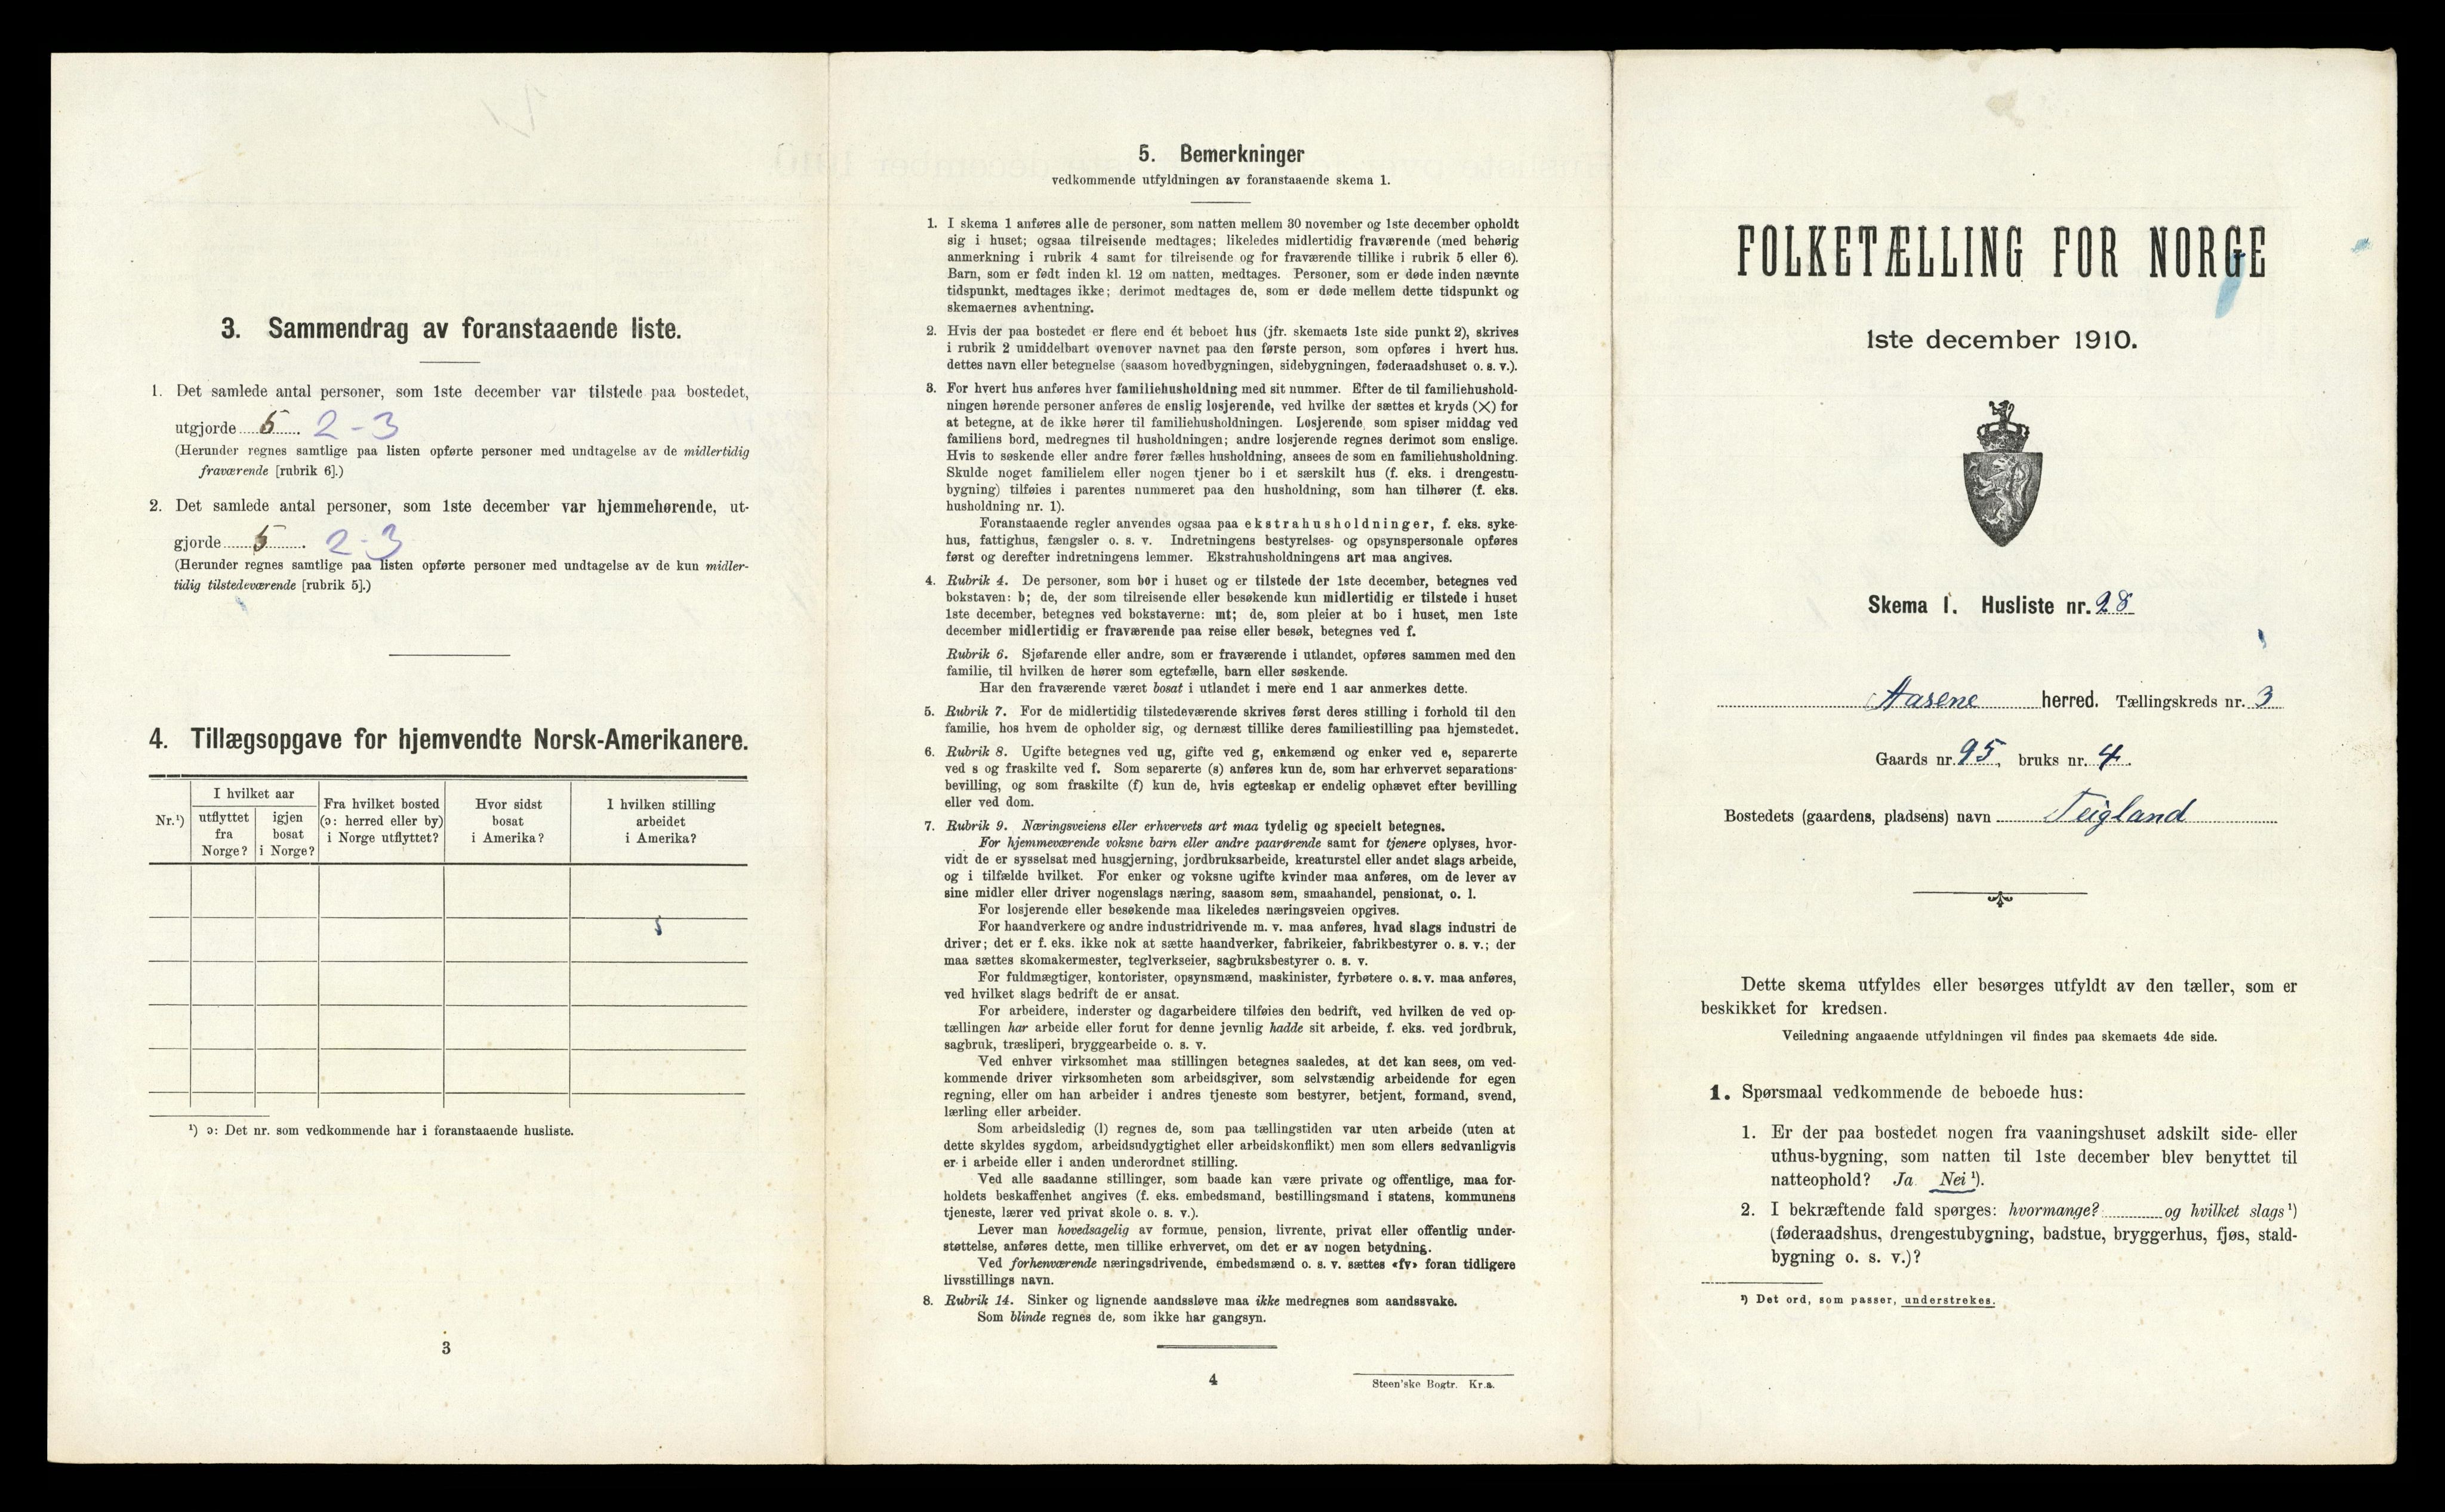 3. Sammendrag av foranstaaende liste.
1. Det samlede antal personer, som 1ste december var tilstede paa bostedet,
utgjorde 5. 2-3
(Herunder regnes samtlige paa listen opførte personer med undtagelse av de midlertidig
fraværende [rubrik 6].)
2. Det samlede antal personer, som 1ste december var hjemmehørende, ut-
gjorde 5. 2-3
(Herunder regnes samtlige paa listen opførte personer med undtagelse av de kun midler-
tidig tilstedeværende [rubrik 5].)
4. Tillægsopgave for hjemvendte Norsk-Amerikanere.
Nr.¹)
I hvilket aar
utflyttet
fra
Norge?
igjen
bosat
i Norge?
Fra hvilket bosted
(ɔ: herred eller by)
i Norge utflyttet?
Hvor sidst
bosat
i Amerika?
I hvilken stilling
arbeidet
i Amerika?
¹) ɔ: Det nr. som vedkommende har i foranstaaende husliste.
3
5. Bemerkninger
vedkommende utfyldningen av foranstaaende skema 1.
1. I skema 1 anføres alle de personer, som natten mellem 30 november og 1ste december opholdt
sig i huset; ogsaa tilreisende medtages; likeledes midlertidig fraværende (med behørig
anmerkning i rubrik 4 samt for tilreisende og for fraværende tillike i rubrik 5 eller 6).
Barn, som er født inden kl. 12 om natten, medtages. Personer, som er døde inden nævnte
tidspunkt, medtages ikke; derimot medtages de, som er døde mellem dette tidspunkt og
skemaernes avhentning.
2. Hvis der paa bostedet er flere end ét beboet hus (jfr. skemaets 1ste side punkt 2), skrives
i rubrik 2 umiddelbart ovenover navnet paa den første person, som opføres i hvert hus.
dettes navn eller betegnelse (saasom hovedbygningen, sidebygningen, føderaadshuset o. s. v.).
3. For hvert hus anføres hver familiehusholdning med sit nummer. Efter de til familiehushold-
ningen hørende personer anføres de enslig losjerende, ved hvilke der sættes et kryds (✕) for
at betegne, at de ikke hører til familiehusholdningen. Losjerende, som spiser middag ved
familiens bord, medregnes til husholdningen; andre losjerende regnes derimot som enslige.
Hvis to søskende eller andre fører fælles husholdning, ansees de som en familiehusholdning.
Skulde noget familielem eller nogen tjener bo i et særskilt hus (f. eks. i drengestu-
bygning) tilføies i parentes nummeret paa den husholdning, som han tilhører (f. eks.
husholdning nr. 1).
Foranstaaende regler anvendes ogsaa paa ekstrahusholdninger, f. eks. syke-
hus, fattighus, fængsler o. s. v. Indretningens bestyrelses- og opsynspersonale opføres
først og derefter indretningens lemmer. Ekstrahusholdningens art maa angives.
4. Rubrik 4. De personer, som bor i huset og er tilstede der 1ste december, betegnes ved
bokstaven: b; de, der som tilreisende eller besøkende kun midlertidig er tilstede i huset
1ste december, betegnes ved bokstaverne: mt; de, som pleier at bo i huset, men 1ste
december midlertidig er fraværende paa reise eller besøk, betegnes ved f.
Rubrik 6. Sjøfarende eller andre, som er fraværende i utlandet, opføres sammen med den
familie, til hvilken de hører som egtefælle, barn eller søskende.
Har den fraværende været bosat i utlandet i mere end 1 aar anmerkes dette.
5. Rubrik 7. For de midlertidig tilstedeværende skrives først deres stilling i forhold til den
familie, hos hvem de opholder sig, og dernæst tillike deres familiestilling paa hjemstedet.
6. Rubrik 8. Ugifte betegnes ved ug, gifte ved g, enkemænd og enker ved e, separerte
ved s og fraskilte ved f. Som separerte (s) anføres kun de, som har erhvervet separations-
bevilling, og som fraskilte (f) kun de, hvis egteskap er endelig ophævet efter bevilling
eller ved dom.
7. Rubrik 9. Næringsveiens eller erhvervets art maa tydelig og specielt betegnes.
For hjemmeværende voksne barn eller andre paarørende samt for tjenere oplyses, hvor-
vidt de er sysselsat med husgjerning, jordbruksarbeide, kreaturstel eller andet slags arbeide,
og i tilfælde hvilket. For enker og voksne ugifte kvinder maa anføres, om de lever av
sine midler eller driver nogenslags næring, saasom søm, smaahandel, pensionat, o. l.
For losjerende eller besøkende maa likeledes næringsveien opgives.
For haandverkere og andre industridrivende m. v. maa anføres, hvad slags industri de
driver; det er f. eks. ikke nok at sætte haandverker, fabrikeier, fabrikbestyrer o. s. v.; der
maa sættes skomakermester, teglverkseier, sagbruksbestyrer o. s. v.
For fuldmægtiger, kontorister, opsynsmænd, maskinister, fyrbøtere o. s. v. maa anføres,
ved hvilket slags bedrift de er ansat.
For arbeidere, inderster og dagarbeidere tilføies den bedrift, ved hvilken de ved op-
tællingen har arbeide eller forut for denne jevnlig hadde sit arbeide, f. eks. ved jordbruk,
sagbruk, træsliperi, bryggearbeide o. s. v.
Ved enhver virksomhet maa stillingen betegnes saaledes, at det kan sees, om ved-
kommende driver virksomheten som arbeidsgiver, som selvstændig arbeidende for egen
regning, eller om han arbeider i andres tjeneste som bestyrer, betjent, formand, svend,
lærling eller arbeider.
Som arbeidsledig (l) regnes de, som paa tællingstiden var uten arbeide (uten at
dette skyldes sygdom, arbeidsudygtighet eller arbeidskonflikt) men som ellers sedvanligvis
er i arbeide eller i anden underordnet stilling.
Ved alle saadanne stillinger, som baade kan være private og offentlige, maa for-
holdets beskaffenhet angives (f. eks. embedsmand, bestillingsmand i statens, kommunens
tjeneste, lærer ved privat skole o. s. v.).
Lever man hovedsagelig av formue, pension, livrente, privat eller offentlig under-
støttelse, anføres dette, men tillike erhvervet, om det er av nogen betydning.
Ved forhenværende næringsdrivende, embedsmænd o. s. v. sættes «fv» foran tidligere
livsstillings navn.
8. Rubrik 14. Sinker og lignende aandssløve maa ikke medregnes som aandssvake.
Som blinde regnes de, som ikke har gangsyn.
4
Steen'ske Bogtr. Kr.a.
FOLKETÆLLING FOR NORGE
1ste december 1910.
Skema 1. Husliste nr. 28
Aasene herred. Tællingskreds nr. 3
Gaards nr. 95, bruks nr. 4.
Bostedets (gaardens, pladsens) navn Teigland
Dette skema utfyldes eller besørges utfyldt av den tæller, som er
beskikket for kredsen.
Veiledning angaaende utfyldningen vil findes paa skemaets 4de side.
1. Spørsmaal vedkommende de beboede hus:
1. Er der paa bostedet nogen fra vaaningshuset adskilt side- eller
uthus-bygning, som natten til 1ste december blev benyttet til
natteophold? Ja Nei ¹).
2. I bekræftende fald spørges: hvormange? og hvilket slags ¹)
(føderaadshus, drengestubygning, badstue, bryggerhus, fjøs, stald-
bygning o. s. v.)?
¹) Det ord, som passer, understrekes.